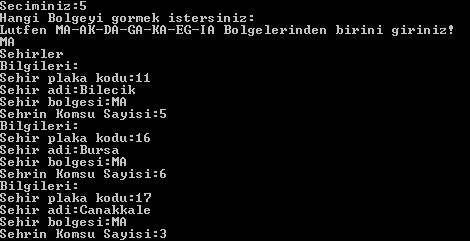 Seciminiz:5
Hangi Bolgeyi gormek istersiniz:
Lutfen MA-AK-DA-GA-KA-EG-IA Bolgelerinden birini giriniz!
MA
Sehirler
Bilgileri:
Sehir plaka kodu:11
Sehir adi:Bilecik
Sehir bolgesi:MA
Sehrin Komsu Sayisi:5
Bilgileri:
Sehir plaka kodu:16
Sehir adi:Bursa
Sehir bolgesi:MA
Sehrin Komsu Sayisi:6
Bilgileri:
Sehir plaka kodu:17
Sehir adi:Canakkale
Sehir bolgesi:MA
Sehrin Komsu Sayisi:3